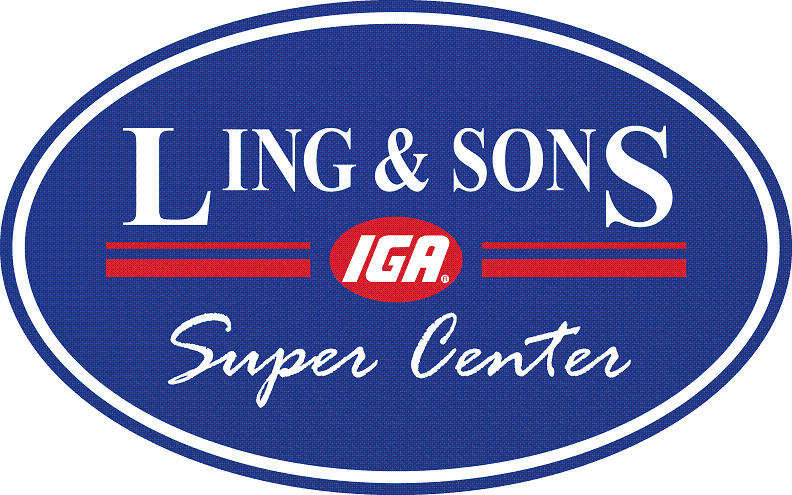 LING & SONS
IGA®
Super Center